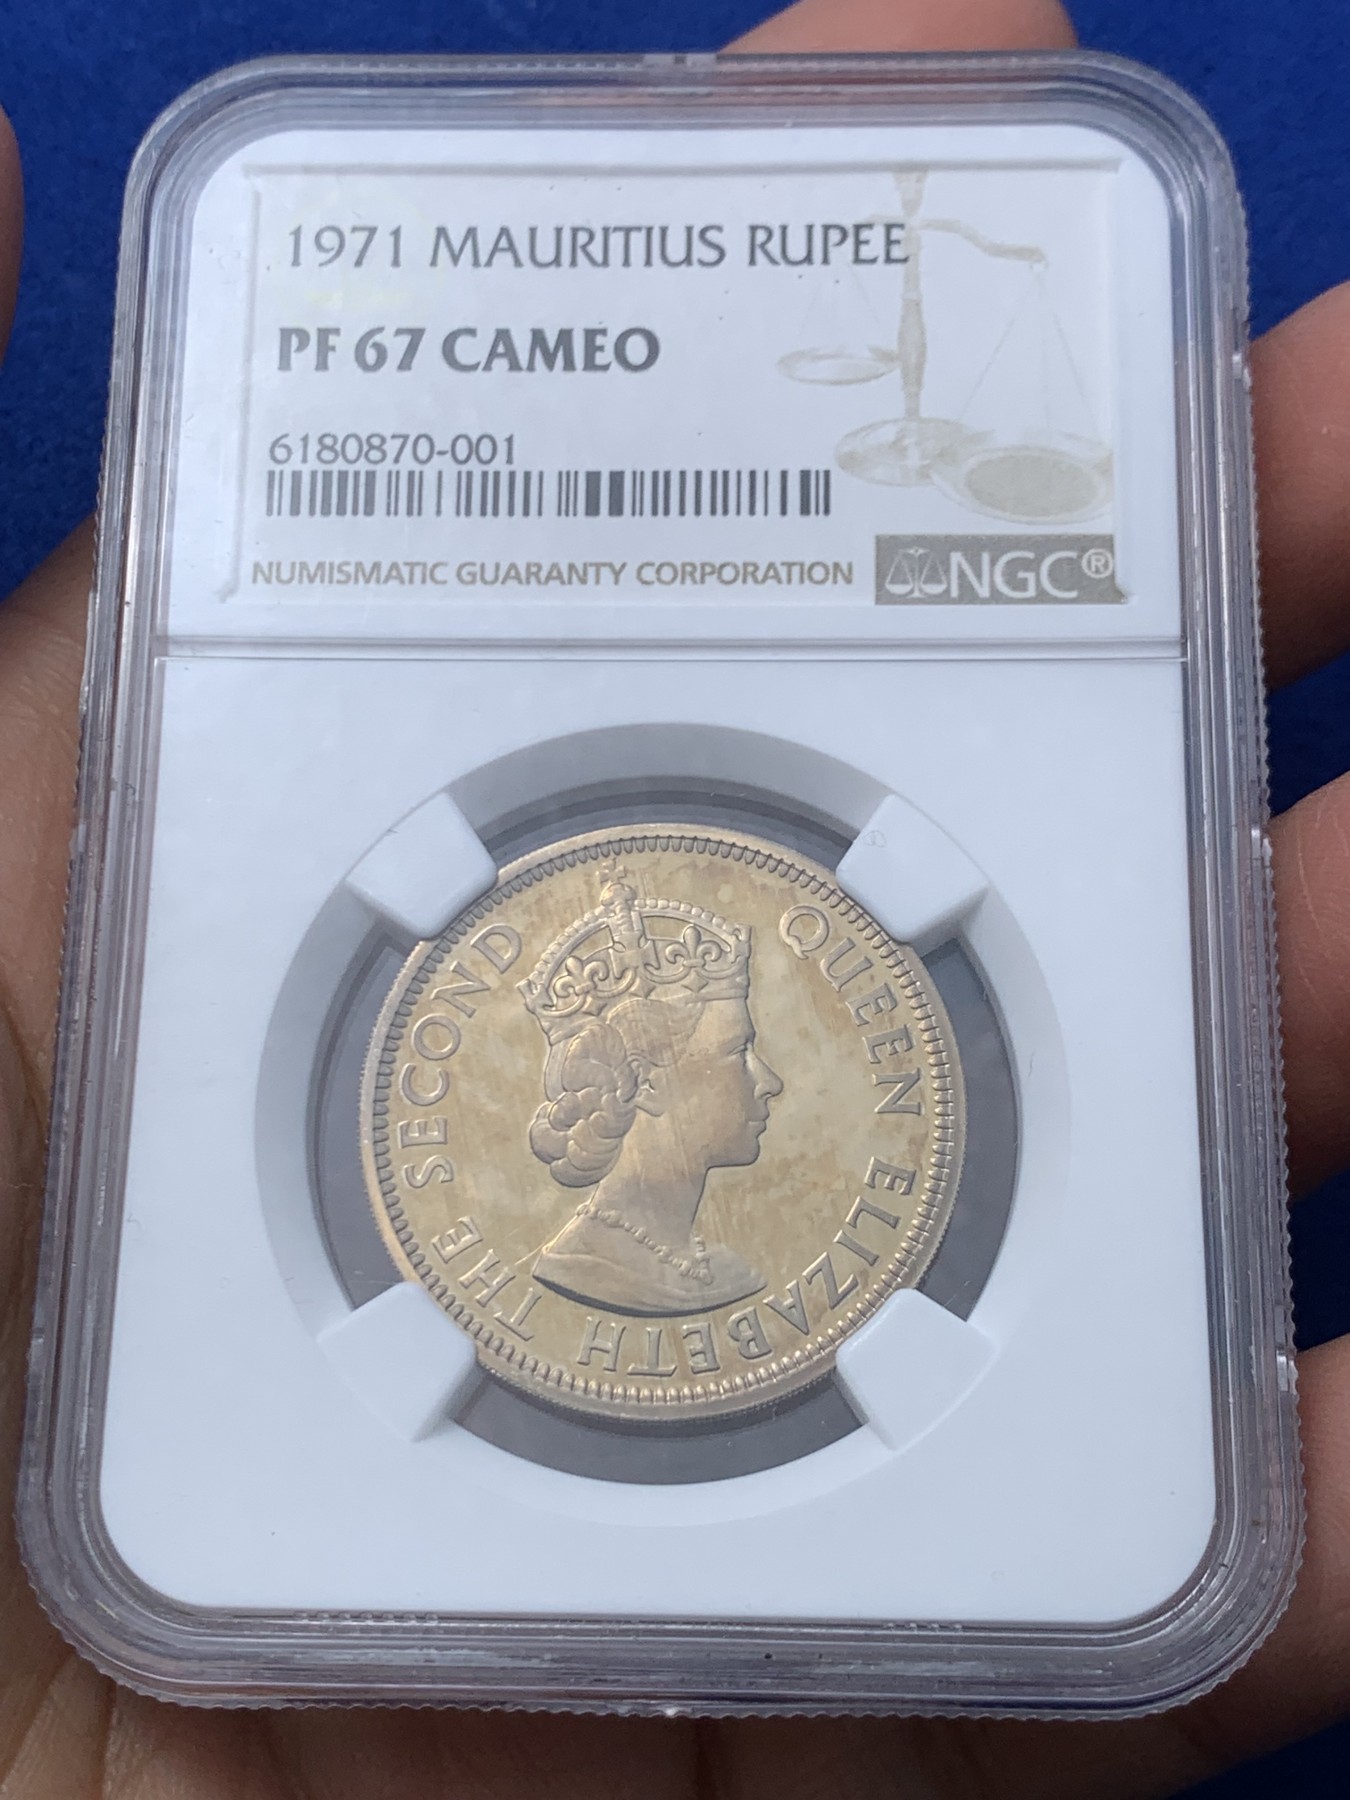 1971 MAURITIUS RUPEE
PF 67 CAMEO
6180870-001
NUMISMATIC GUARANTY CORPORATION
NGC®
QUEEN ELIZABETH THE SECOND